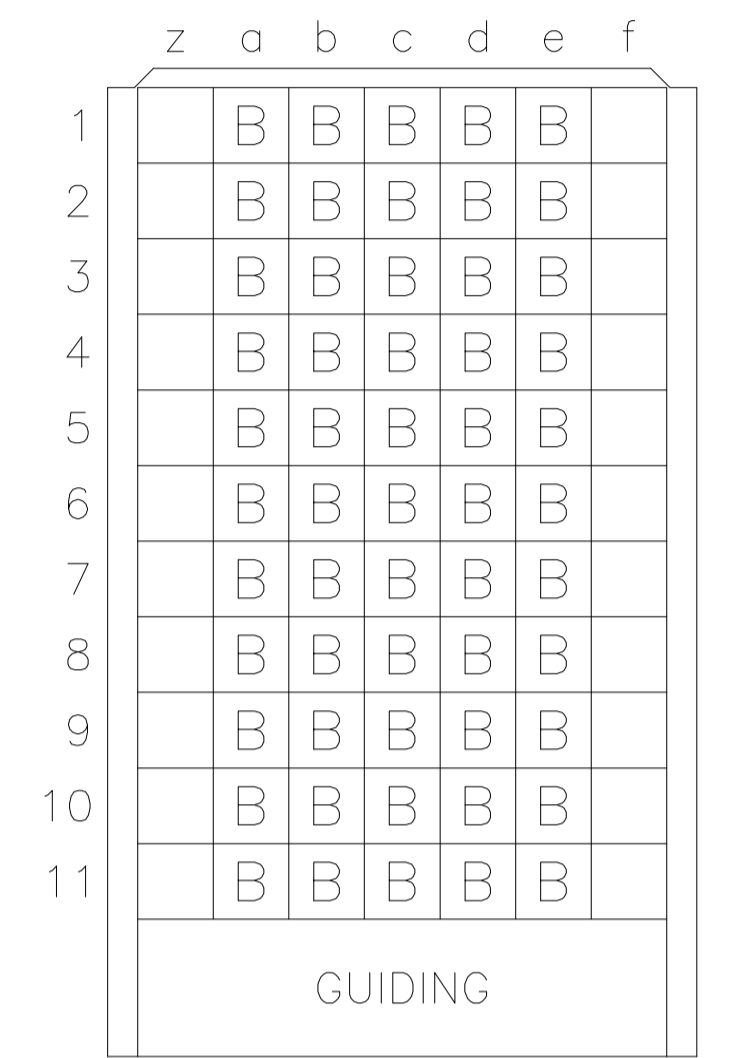 z a b c d e f
1 B B B B B
2 B B B B B
3 B B B B B
4 B B B B B
5 B B B B B
6 B B B B B
7 B B B B B
8 B B B B B
9 B B B B B
10 B B B B B
11 B B B B B
GUIDING